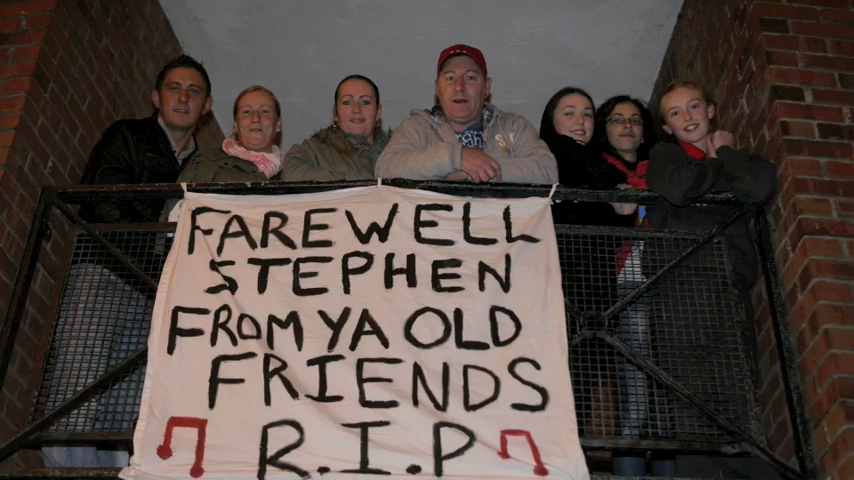 FAREWELL
STEPHEN
FROM YA OLD
FRIENDS
R.I.P